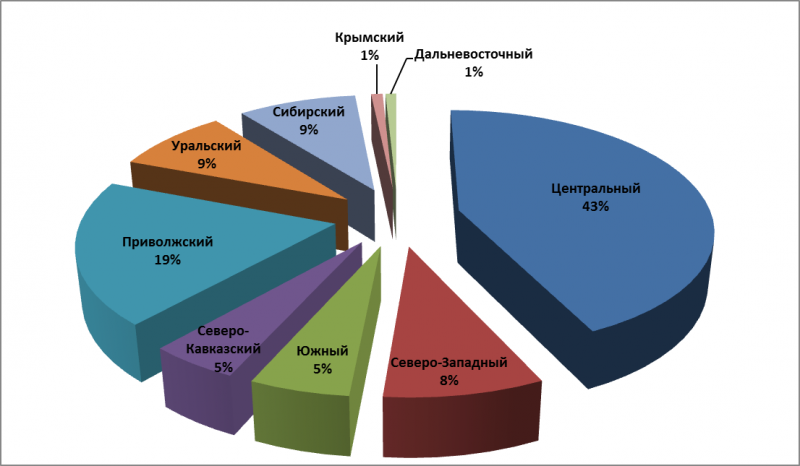 Крымский
1%
Дальневосточный
1%
Сибирский
9%
Уральский
9%
Центральный
43%
Приволжский
19%
Северо-
Кавказский
5%
Южный
5%
Северо-Западный
8%